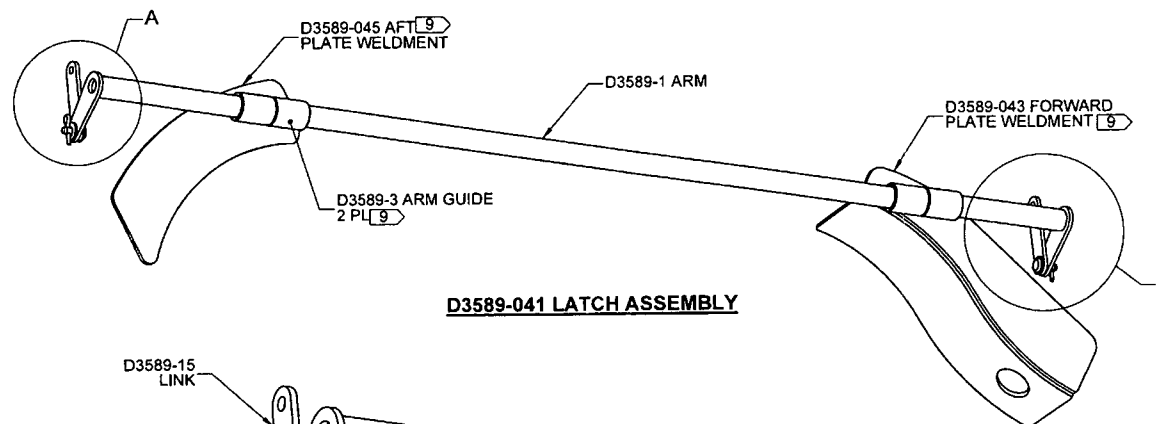 A
D3589-045 AFT 9
PLATE WELDMENT
D3589-1 ARM
D3589-043 FORWARD
PLATE WELDMENT 9
D3589-3 ARM GUIDE
2 PL 9
D3589-041 LATCH ASSEMBLY
D3589-15
LINK